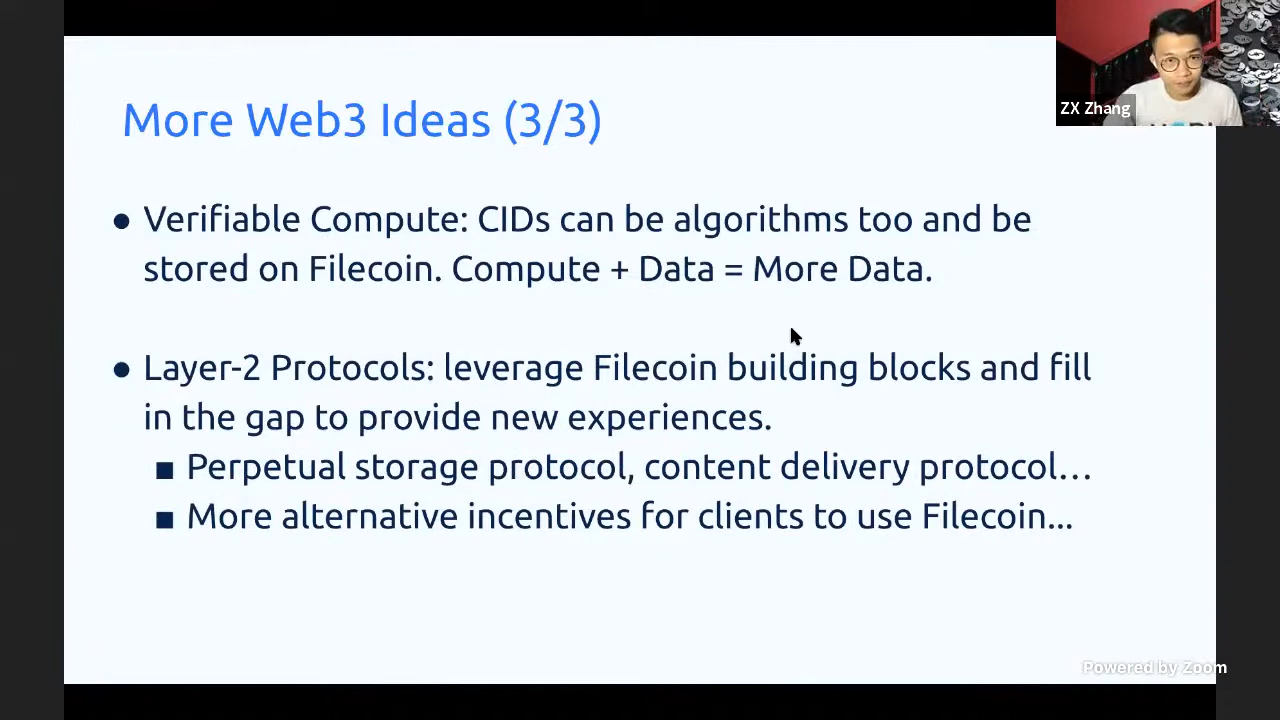 More Web3 Ideas (3/3)
ZX Zhang
● Verifiable Compute: CIDs can be algorithms too and be
stored on Filecoin. Compute + Data = More Data.
● Layer-2 Protocols: leverage Filecoin building blocks and fill
in the gap to provide new experiences.
■ Perpetual storage protocol, content delivery protocol…
■ More alternative incentives for clients to use Filecoin...
Powered by Zoom